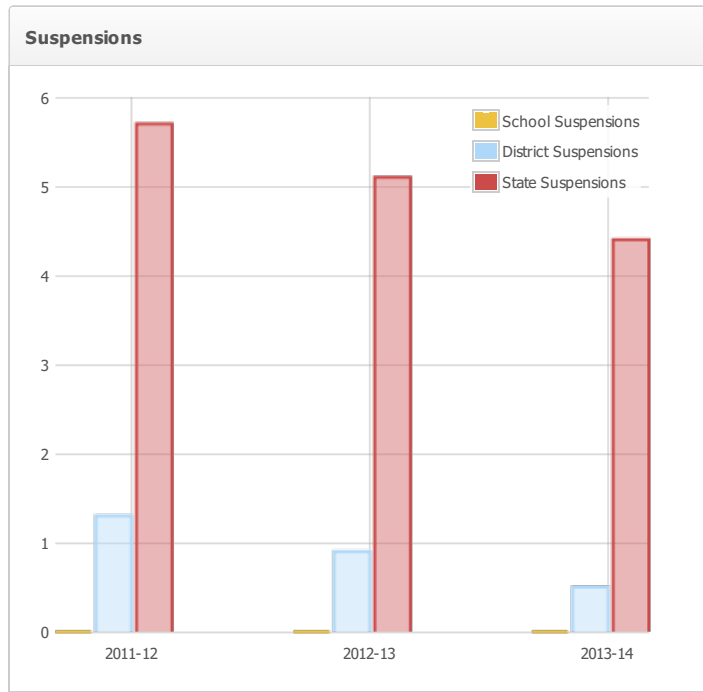 Suspensions
6
School Suspensions
District Suspensions
5
State Suspensions
4
3
2
1
0
2011-12
2012-13
2013-14